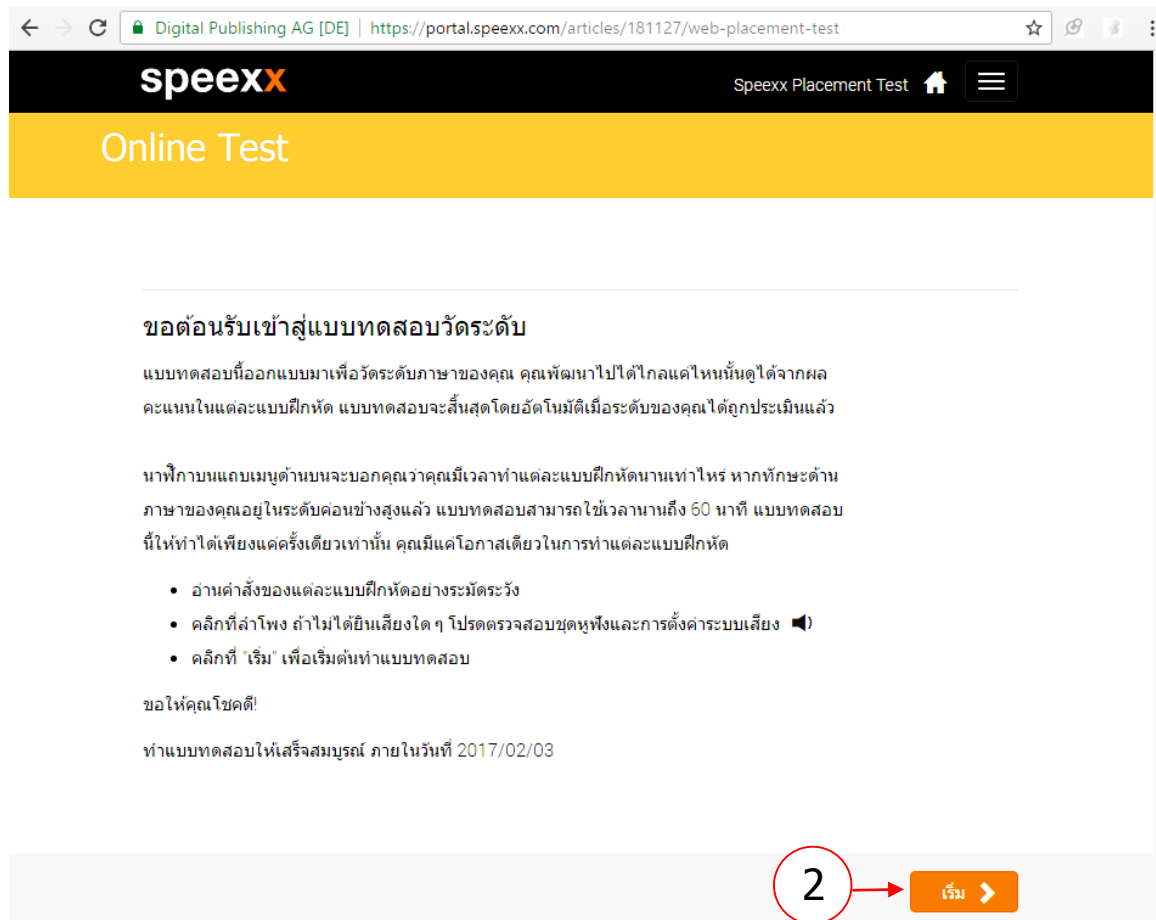 Digital Publishing AG [DE] | https://portal.speexx.com/articles/181127/web-placement-test
speexx
Speexx Placement Test
Online Test
ขอต้อนรับเข้าสู่แบบทดสอบวัดระดับ
แบบทดสอบนี้ออกแบบมาเพื่อวัดระดับภาษาของคุณ คุณพัฒนาไปได้ไกลแค่ไหนนั้นดูได้จากผล
คะแนนในแต่ละแบบฝึกหัด แบบทดสอบจะสิ้นสุดโดยอัตโนมัติเมื่อระดับของคุณได้ถูกประเมินแล้ว
นาฬิกาบนแถบเมนูด้านบนจะบอกคุณว่าคุณมีเวลาทำแต่ละแบบฝึกหัดนานเท่าไหร่ หากทักษะด้าน
ภาษาของคุณอยู่ในระดับค่อนข้างสูงแล้ว แบบทดสอบสามารถใช้เวลานานถึง 60 นาที แบบทดสอบ
นี้ให้ทำได้เพียงแค่ครั้งเดียวเท่านั้น คุณมีแค่โอกาสเดียวในการทำแต่ละแบบฝึกหัด
• อ่านคำสั่งของแต่ละแบบฝึกหัดอย่างระมัดระวัง
• คลิกที่ลำโพง ถ้าไม่ได้ยินเสียงใด ๆ โปรดตรวจสอบชุดหูฟังและการตั้งค่าระบบเสียง
• คลิกที่ "เริ่ม" เพื่อเริ่มต้นทำแบบทดสอบ
ขอให้คุณโชคดี!
ทำแบบทดสอบให้เสร็จสมบูรณ์ ภายในวันที่ 2017/02/03
2
เริ่ม